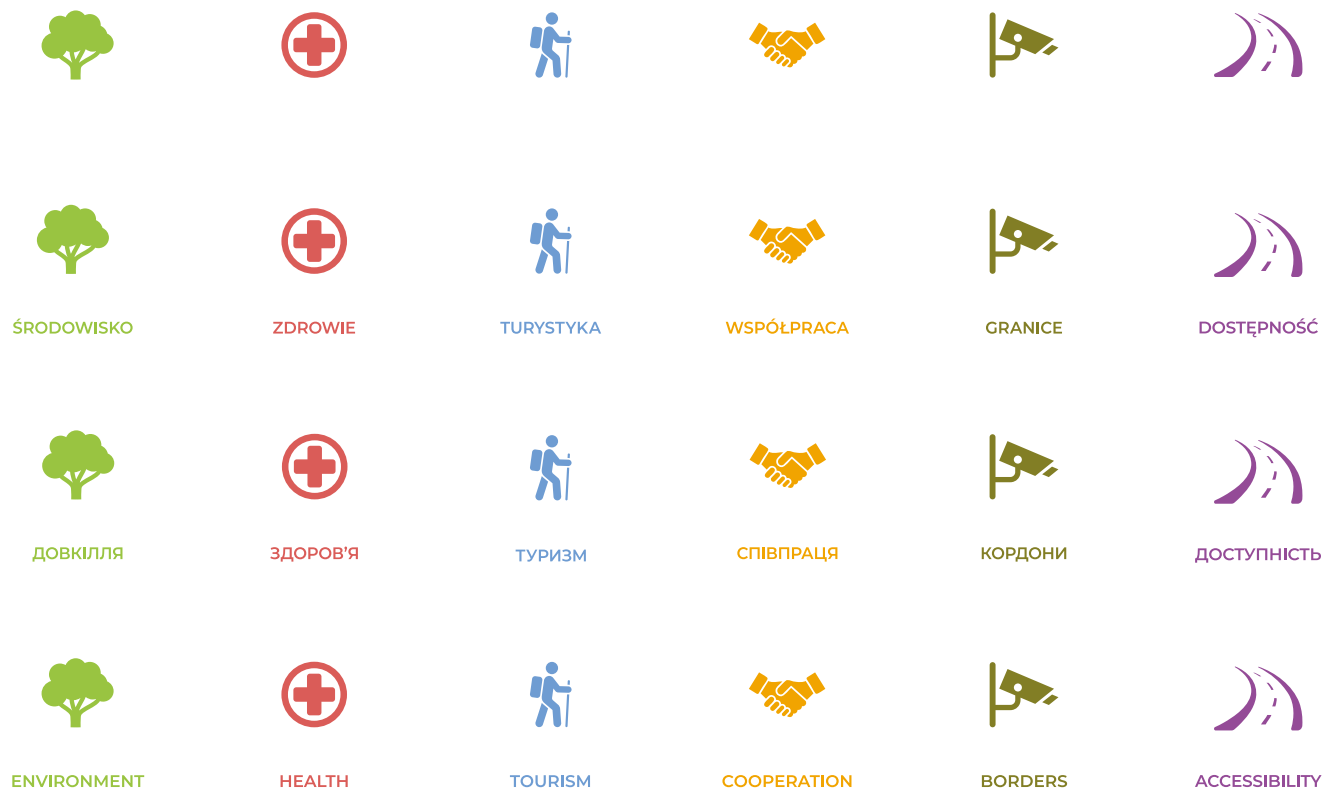 ŚRODOWISKO ZDROWIE TURYSTYKA WSPÓŁPRACA GRANICE DOSTĘPNOŚĆ
ДОВКІЛЛЯ ЗДОРОВ’Я ТУРИЗМ СПІВПРАЦЯ КОРДОНИ ДОСТУПНІСТЬ
ENVIRONMENT HEALTH TOURISM COOPERATION BORDERS ACCESSIBILITY